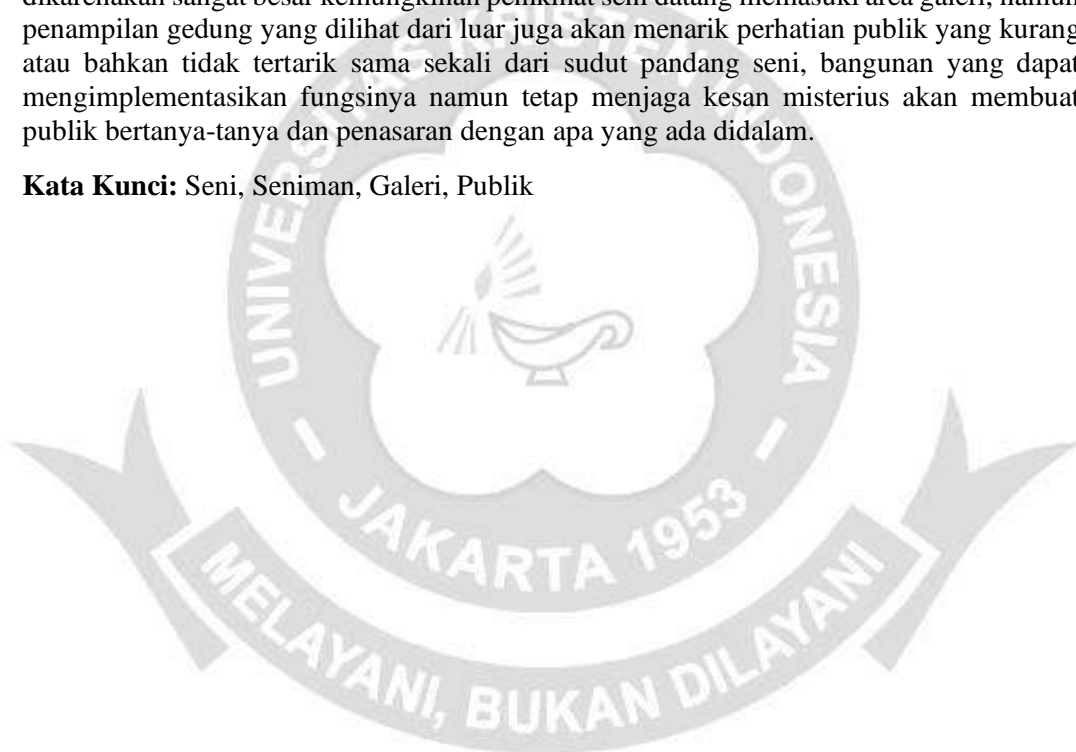 dikarenakan sangat besar kemungkinan penikmat seni datang memasuki area galeri, namun
penampilan gedung yang dilihat dari luar juga akan menarik perhatian publik yang kurang
atau bahkan tidak tertarik sama sekali dari sudut pandang seni, bangunan yang dapat
mengimplementasikan fungsinya namun tetap menjaga kesan misterius akan membuat
publik bertanya-tanya dan penasaran dengan apa yang ada didalam.
Kata Kunci: Seni, Seniman, Galeri, Publik
UNIVERSITAS KRISTEN INDONESIA
- JAKARTA 1953 -
MELAYANI, BUKAN DILAYANI